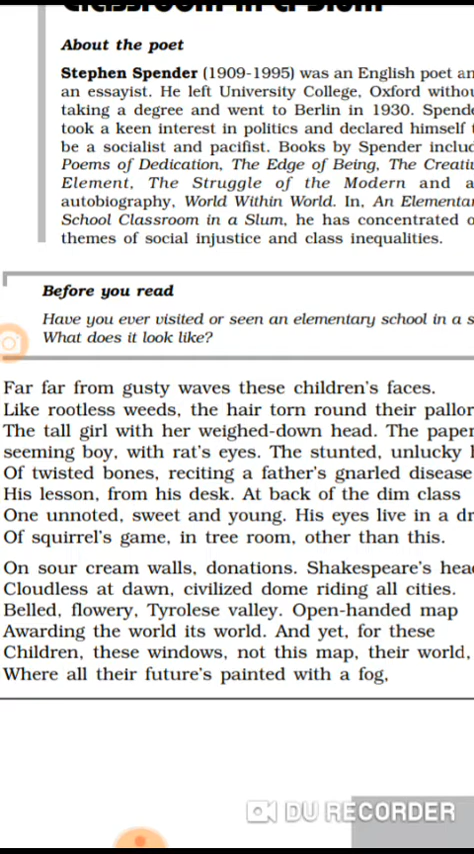 Classroom in a Slum
About the poet
Stephen Spender (1909-1995) was an English poet an
an essayist. He left University College, Oxford withou
taking a degree and went to Berlin in 1930. Spende
took a keen interest in politics and declared himself t
be a socialist and pacifist. Books by Spender includ
Poems of Dedication, The Edge of Being, The Creativ
Element, The Struggle of the Modern and a
autobiography, World Within World. In, An Elementar
School Classroom in a Slum, he has concentrated o
themes of social injustice and class inequalities.
Before you read
Have you ever visited or seen an elementary school in a s
What does it look like?
Far far from gusty waves these children's faces.
Like rootless weeds, the hair torn round their pallor
The tall girl with her weighed-down head. The paper
seeming boy, with rat's eyes. The stunted, unlucky
Of twisted bones, reciting a father's gnarled disease
His lesson, from his desk. At back of the dim class
One unnoted, sweet and young. His eyes live in a dr
Of squirrel's game, in tree room, other than this.
On sour cream walls, donations. Shakespeare's head
Cloudless at dawn, civilized dome riding all cities.
Belled, flowery, Tyrolese valley. Open-handed map
Awarding the world its world. And yet, for these
Children, these windows, not this map, their world,
Where all their future's painted with a fog,
DU RECORDER